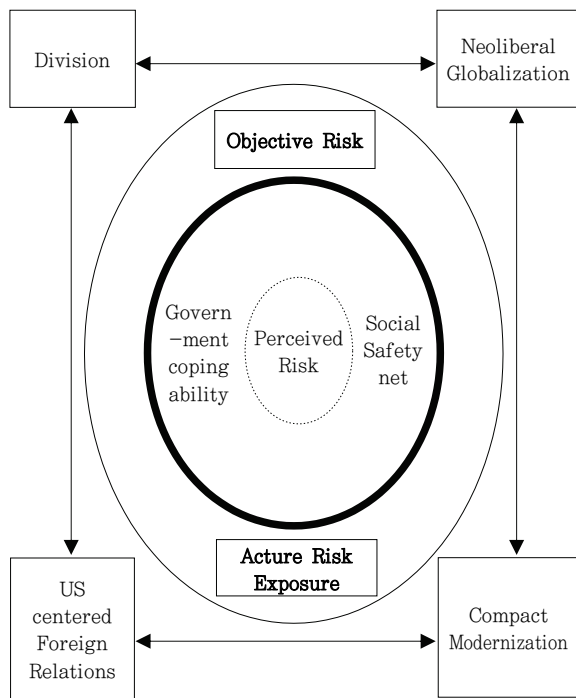 Division
Neoliberal
Globalization
Objective Risk
Govern
-ment
coping
ability
Perceived
Risk
Social
Safety
net
Acture Risk
Exposure
US
centered
Foreign
Relations
Compact
Modernization